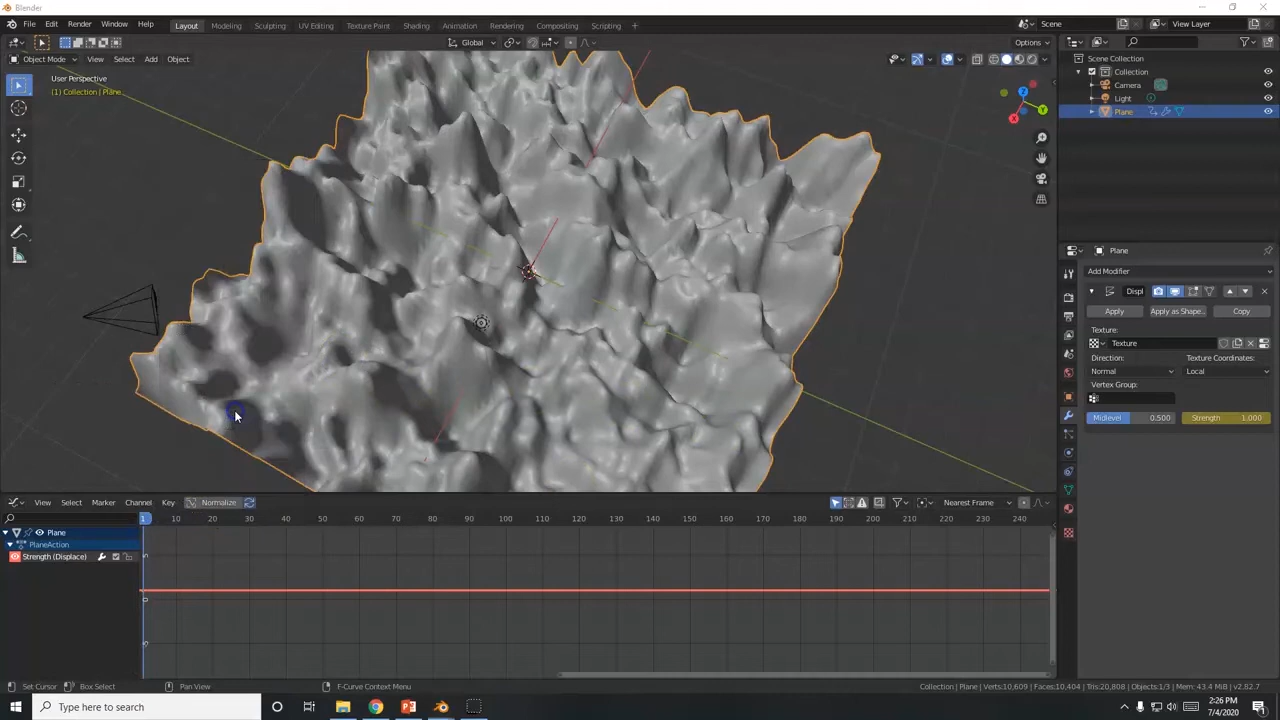 Blender
File Edit Render Window Help Layout Modeling Sculpting UV Editing Texture Paint Shading Animation Rendering Compositing Scripting + Scene View Layer
Global Options
Object Mode View Select Add Object
User Perspective
(1) Collection | Plane
Z
Y
X
Scene Collection
Collection
Camera
Light
Plane
Plane
Add Modifier
Displ
Apply Apply as Shape.. Copy
Texture:
Texture
Direction: Texture Coordinates:
Normal Local
Vertex Group:
Midlevel 0.500 Strength 1.000
View Select Marker Channel Key Normalize Nearest Frame
1 10 20 30 40 50 60 70 80 90 100 110 120 130 140 150 160 170 180 190 200 210 220 230 240
Plane
PlaneAction
Strength (Displace)
5
0
Set Cursor Box Select Pan View F-Curve Context Menu Collection | Plane | Verts:10,609 | Faces:10,404 | Tris:20,808 | Objects:1/3 | Mem: 43.4 MiB | v2.82.7
Type here to search
2:26 PM
7/4/2020